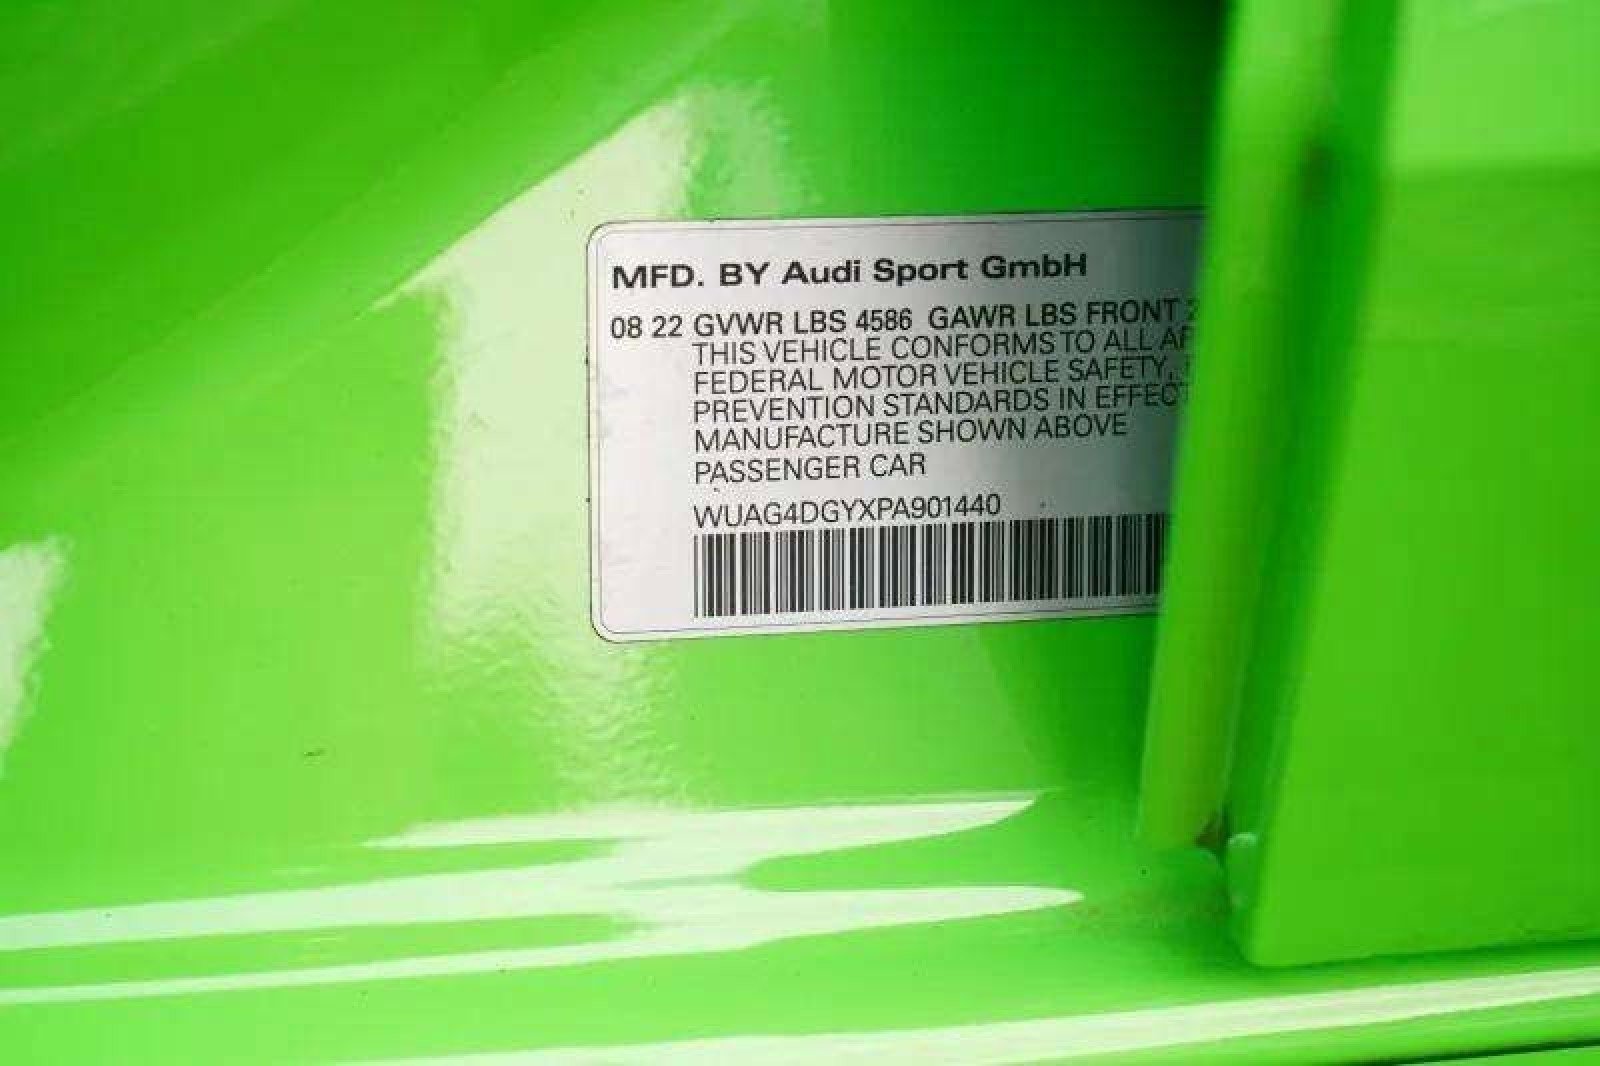 MFD. BY Audi Sport GmbH
08 22 GVWR LBS 4586 GAWR LBS FRONT
THIS VEHICLE CONFORMS TO ALL
FEDERAL MOTOR VEHICLE SAFETY,
PREVENTION STANDARDS IN
MANUFACTURE SHOWN ABOVE
PASSENGER CAR
WUAG4DGYXPA901440